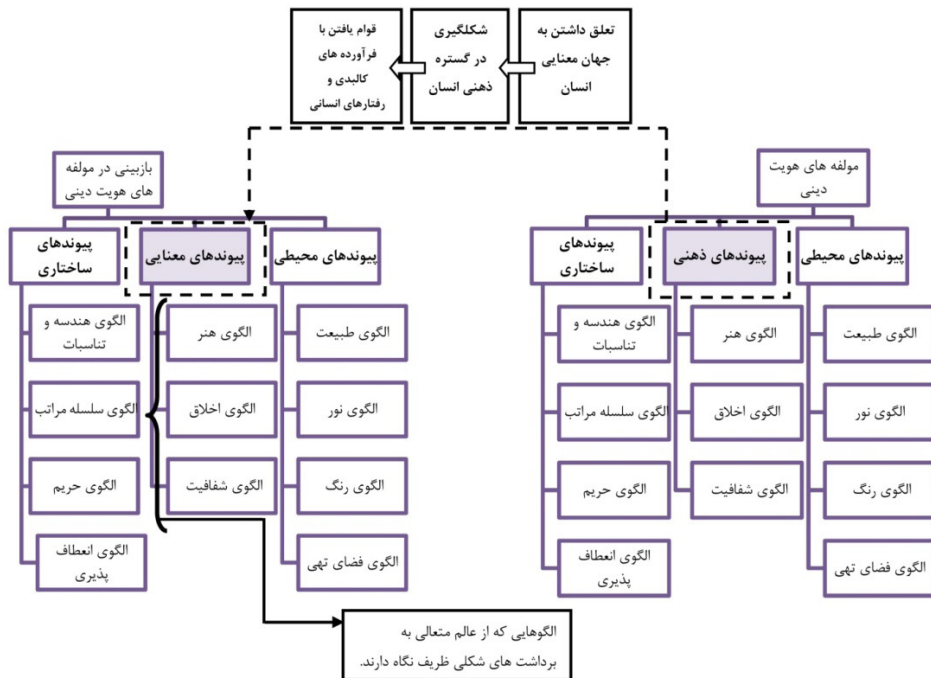 تعلق داشتن به
جهان معنایی
انسان
شکلگیری
در گستره
ذهنی انسان
قوام یافتن با
فرآورده های
کالبدی و
رفتارهای انسانی
مولفه های هویت
دینی
پیوندهای محیطی
الگوی طبیعت
الگوی نور
الگوی رنگ
الگوی فضای تهی
پیوندهای ذهنی
الگوی هنر
الگوی اخلاق
الگوی شفافیت
پیوندهای
ساختاری
الگوی هندسه و
تناسبات
الگوی سلسله مراتب
الگوی حریم
الگوی انعطاف
پذیری
بازبینی در مولفه
های هویت دینی
پیوندهای محیطی
الگوی طبیعت
الگوی نور
الگوی رنگ
الگوی فضای تهی
پیوندهای معنایی
الگوی هنر
الگوی اخلاق
الگوی شفافیت
پیوندهای
ساختاری
الگوی هندسه و
تناسبات
الگوی سلسله مراتب
الگوی حریم
الگوی انعطاف
پذیری
الگوهایی که از عالم متعالی به
برداشت های شکلی ظریف نگاه دارند.